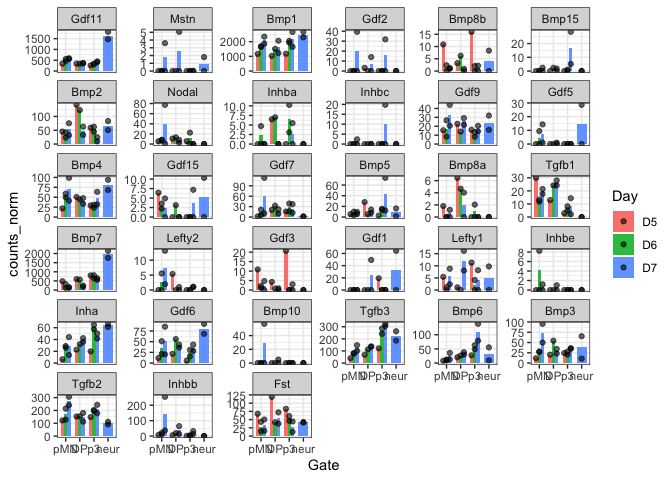 Gdf11 Mstn Bmp1 Gdf2 Bmp8b Bmp15
1500 1000 500 0
5 4 3 2 1 0
2000 1000 0
40 30 20 10 0
15 10 5 0
20 10 0
Bmp2 Nodal Inhba Inhbc Gdf9 Gdf5
100 50 0
80 60 40 20 0
10.0 7.5 5.0 2.5 0.0
20 15 10 5 0
40 30 20 10 0
30 20 10 0
Bmp4 Gdf15 Gdf7 Bmp5 Bmp8a Tgfb1
100 75 50 25 0
10.0 7.5 5.0 2.5 0.0
100 50 0
60 40 20 0
6 4 2 0
30 20 10 0
Bmp7 Lefty2 Gdf3 Gdf1 Lefty1 Inhbe
2000 1500 1000 500 0
10 5 0
20 15 10 5 0
60 40 20 0
15 10 5 0
8 6 4 2 0
Inha Gdf6 Bmp10 Tgfb3 Bmp6 Bmp3
60 40 20 0
75 50 25 0
40 20 0
300 200 100 0
100 50 0
100 75 50 25 0
Tgfb2 Inhbb Fst
300 200 100 0
200 100 0
125 100 75 50 25 0
counts_norm
Gate
Day
D5
D6
D7